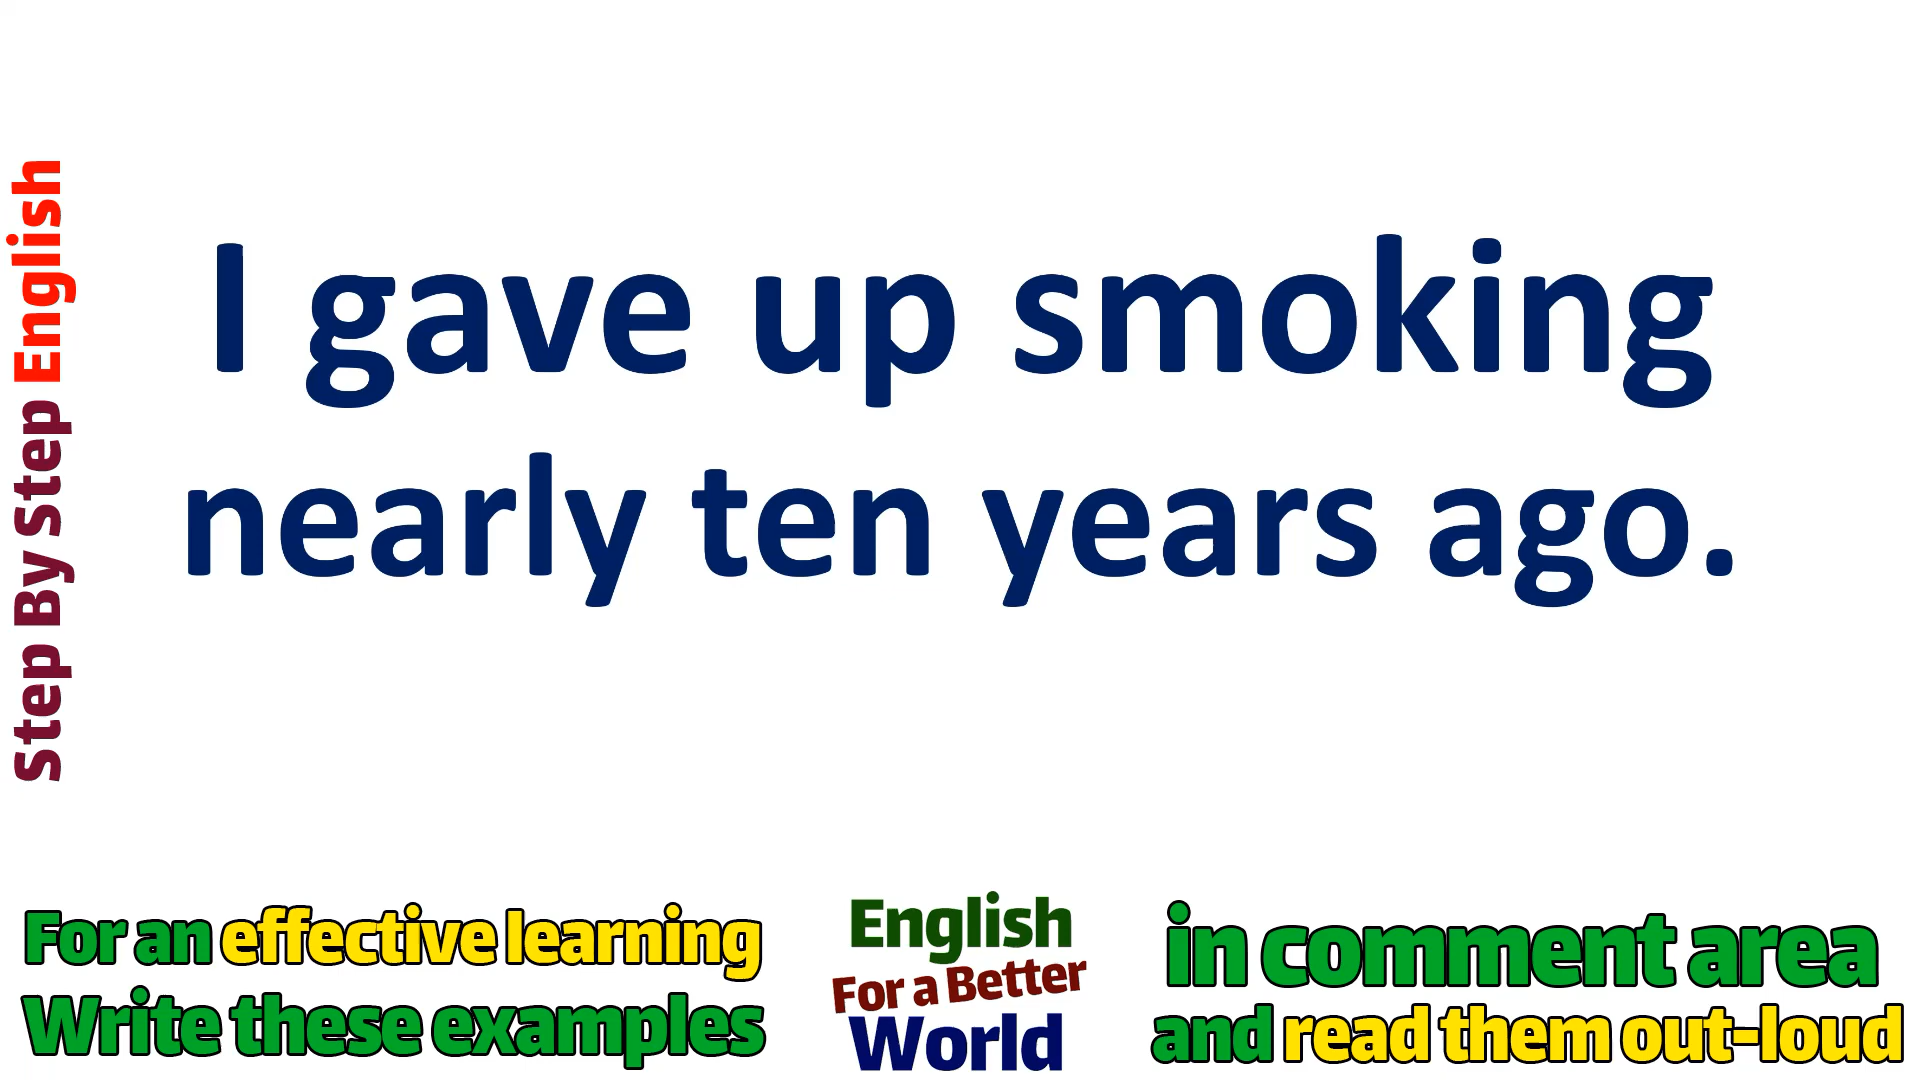 Step By Step English
I gave up smoking
nearly ten years ago.
For an effective learning
Write these examples
English
For a Better
World
in comment area
and read them out-loud